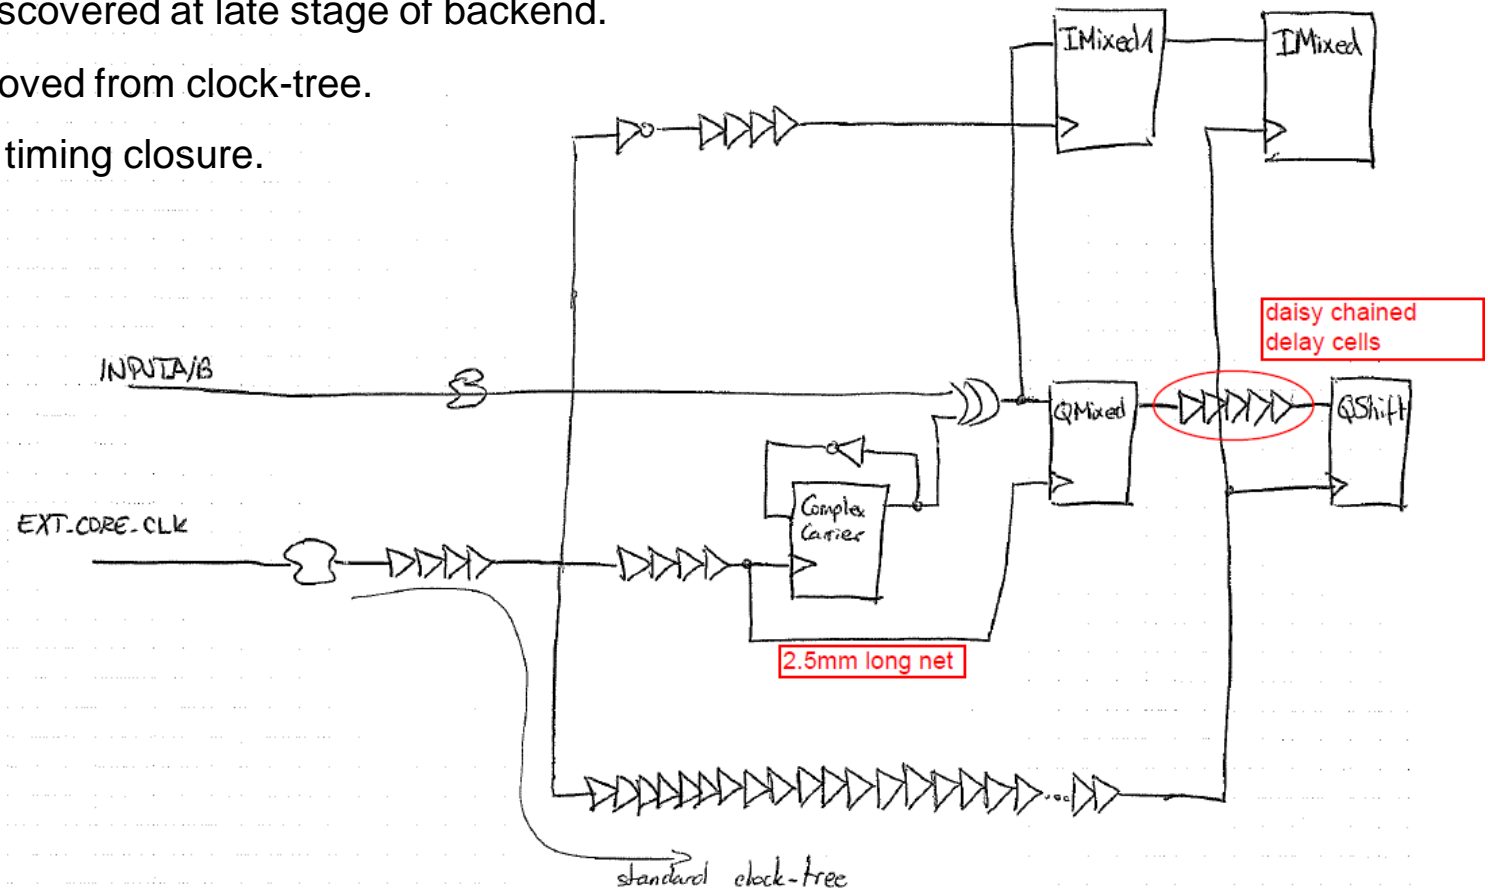 scovered at late stage of backend.
oved from clock-tree.
timing closure.
IMixed1
IMixed
daisy chained
delay cells
INPUTA/B
QMixed
QShift
Complex
Carrier
EXT_CORE_CLK
2.5mm long net
standard clock-tree